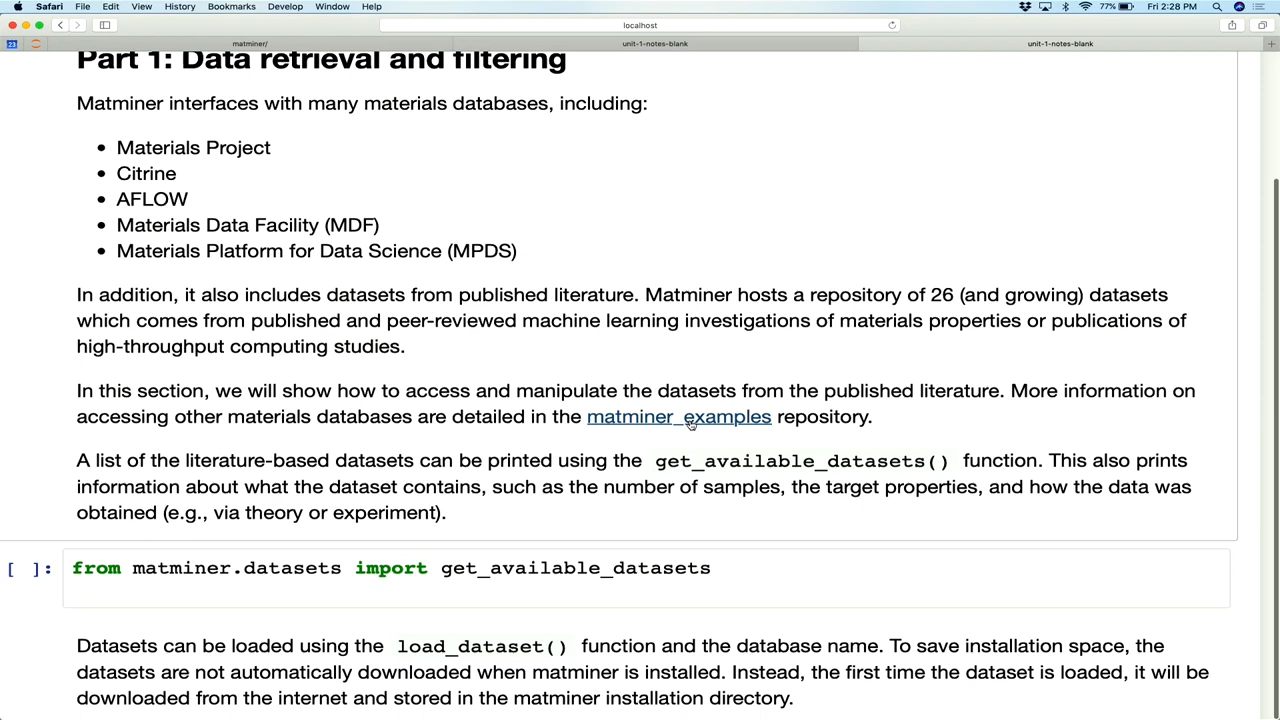 Safari File Edit View History Bookmarks Develop Window Help 77% Fri 2:28 PM
localhost
23 matminer/ unit-1-notes-blank unit-1-notes-blank
Part 1: Data retrieval and filtering
Matminer interfaces with many materials databases, including:
• Materials Project
• Citrine
• AFLOW
• Materials Data Facility (MDF)
• Materials Platform for Data Science (MPDS)
In addition, it also includes datasets from published literature. Matminer hosts a repository of 26 (and growing) datasets
which comes from published and peer-reviewed machine learning investigations of materials properties or publications of
high-throughput computing studies.
In this section, we will show how to access and manipulate the datasets from the published literature. More information on
accessing other materials databases are detailed in the matminer_examples repository.
A list of the literature-based datasets can be printed using the get_available_datasets() function. This also prints
information about what the dataset contains, such as the number of samples, the target properties, and how the data was
obtained (e.g., via theory or experiment).
[ ]: from matminer.datasets import get_available_datasets
Datasets can be loaded using the load_dataset() function and the database name. To save installation space, the
datasets are not automatically downloaded when matminer is installed. Instead, the first time the dataset is loaded, it will be
downloaded from the internet and stored in the matminer installation directory.